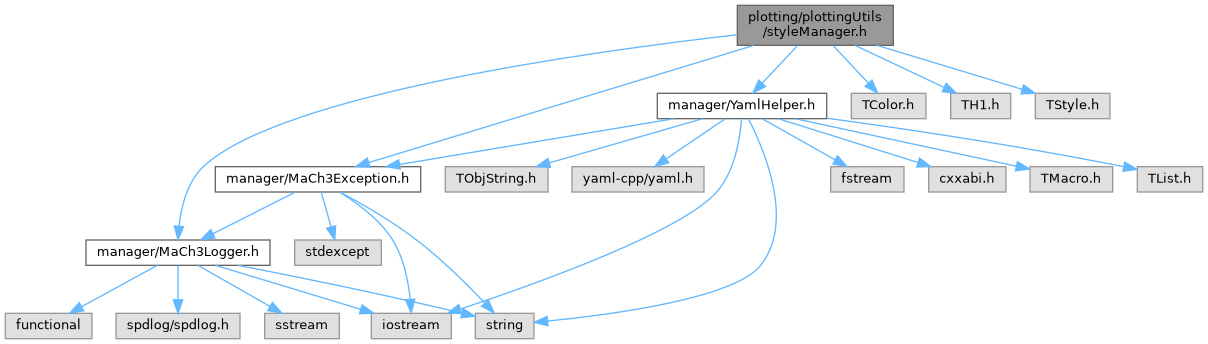 plotting/plottingUtils
/styleManager.h
manager/YamlHelper.h
TColor.h
TH1.h
TStyle.h
manager/MaCh3Exception.h
TObjString.h
yaml-cpp/yaml.h
fstream
cxxabi.h
TMacro.h
TList.h
manager/MaCh3Logger.h
stdexcept
functional
spdlog/spdlog.h
sstream
iostream
string